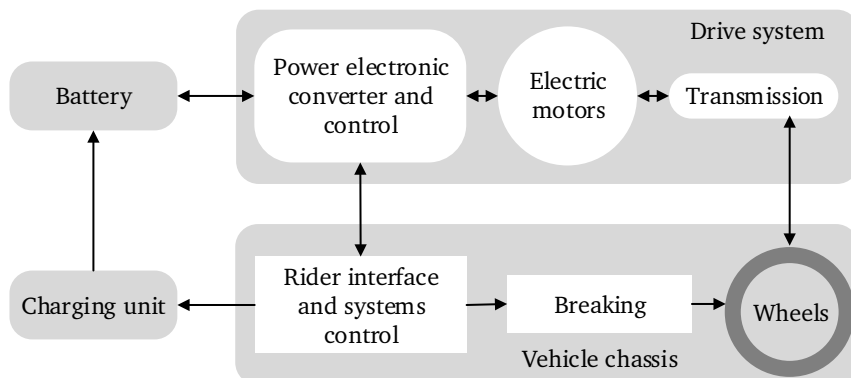 Drive system
Battery
Power electronic
converter and
control
Electric
motors
Transmission
Charging unit
Rider interface
and systems
control
Breaking
Wheels
Vehicle chassis